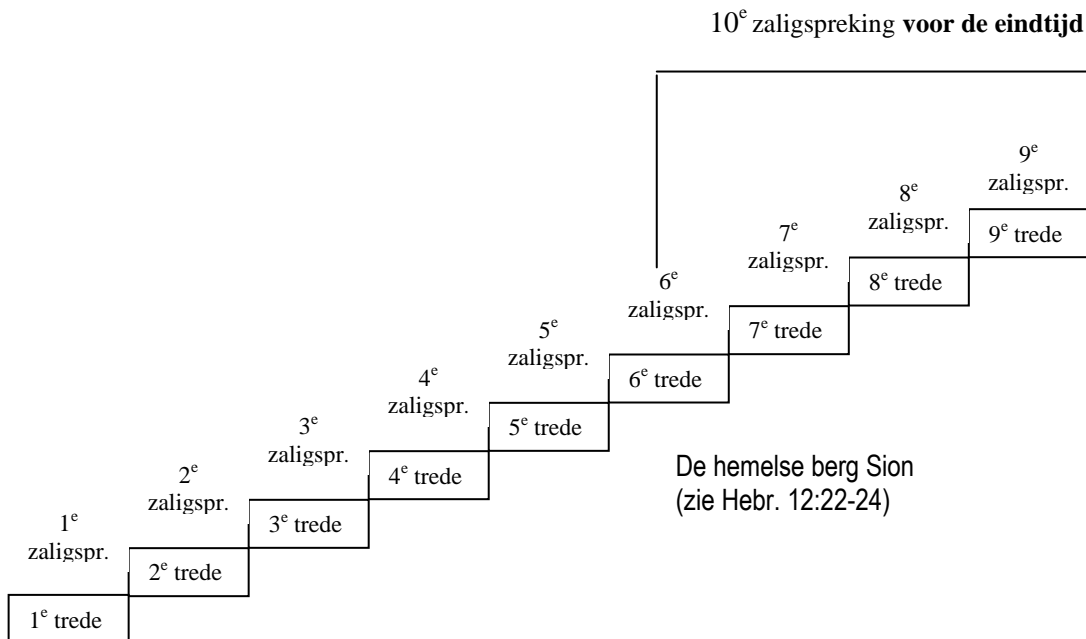 10e zaligspreking voor de eindtijd
9e
zaligspr.
9e trede
8e
zaligspr.
8e trede
7e
zaligspr.
7e trede
6e
zaligspr.
6e trede
5e
zaligspr.
5e trede
4e
zaligspr.
4e trede
3e
zaligspr.
3e trede
2e
zaligspr.
2e trede
1e
zaligspr.
1e trede
De hemelse berg Sion
(zie Hebr. 12:22-24)